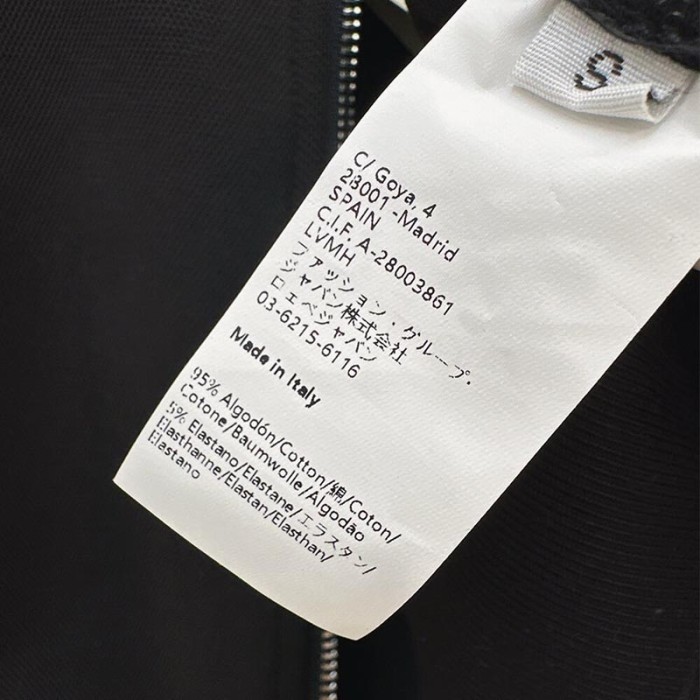 S
C/ Goya, 4
28001 -Madrid
SPAIN
C.I.F. A-28003861
LVMH
ファッション・グループ・
ジャパン株式会社
ロエベジャパン
03-6215-6116
Made in Italy
95% Algodón/Cotton/綿/Coton/
Cotone/Baumwolle/Algodão
5% Elastano/Elastane/エラスタン/
Elasthanne/Elastan/Elasthan/
Elastano